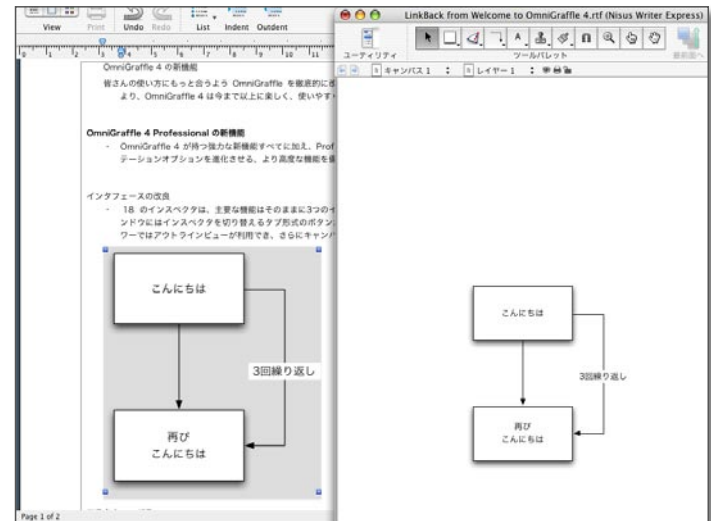 View Print Undo Redo List Indent Outdent
OmniGraffle 4 の新機能
皆さんの使い方にもっと合うよう OmniGraffle を徹底的に
より、OmniGraffle 4 は今まで以上に楽しく、使いやす
OmniGraffle 4 Professional の新機能
- OmniGraffle 4 が持つ強力な新機能すべてに加え、Prof
テーションオプションを進化させる、より高度な機能を
インタフェースの改良
- 18 のインスペクタは、主要な機能はそのままに3つの
ンドウにはインスペクタを切り替えるタブ形式のボタン
ワーではアウトラインビューが利用でき、さらにキャンバ
こんにちは
3回繰り返し
再び
こんにちは
Page 1 of 2
LinkBack from Welcome to OmniGraffle 4.rtf (Nisus Writer Express)
ユーティリティ ツールパレット 最前面へ
キャンバス 1 レイヤー 1
こんにちは
3回繰り返し
再び
こんにちは